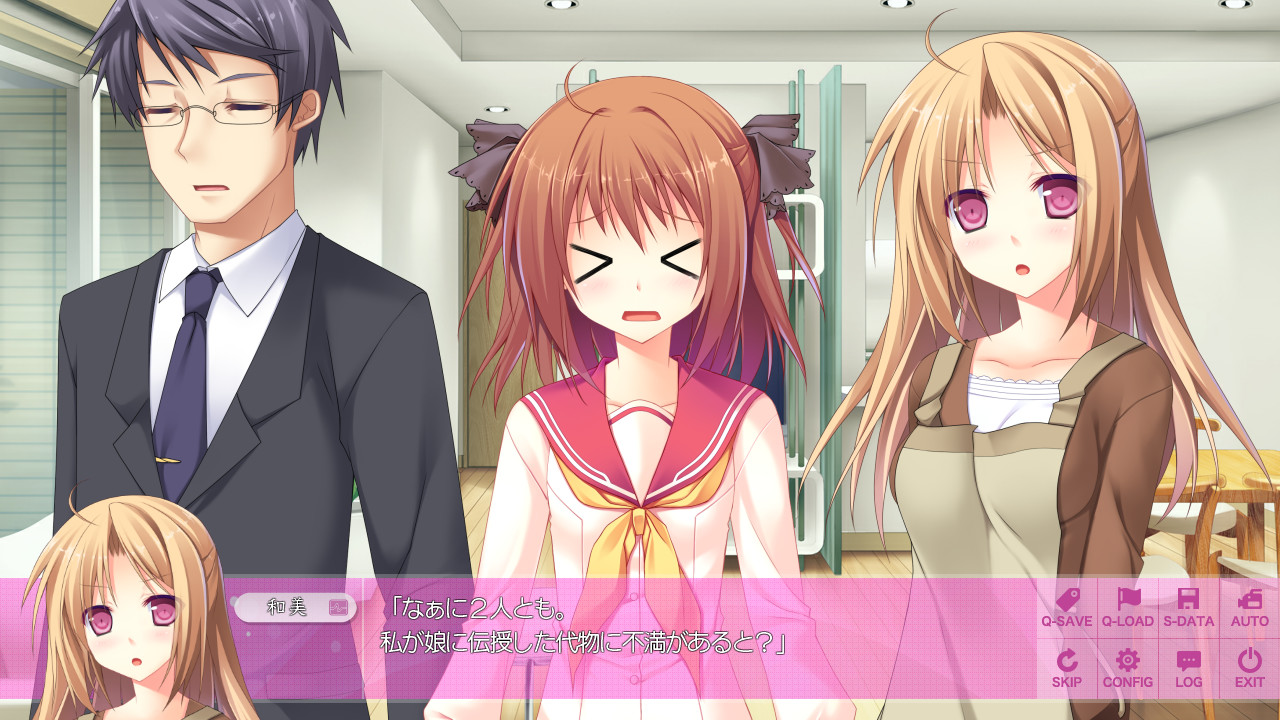 和美
「なぁに２人とも。
私が娘に伝授した代物に不満があると？」
Q-SAVE
Q-LOAD
S-DATA
AUTO
SKIP
CONFIG
LOG
EXIT